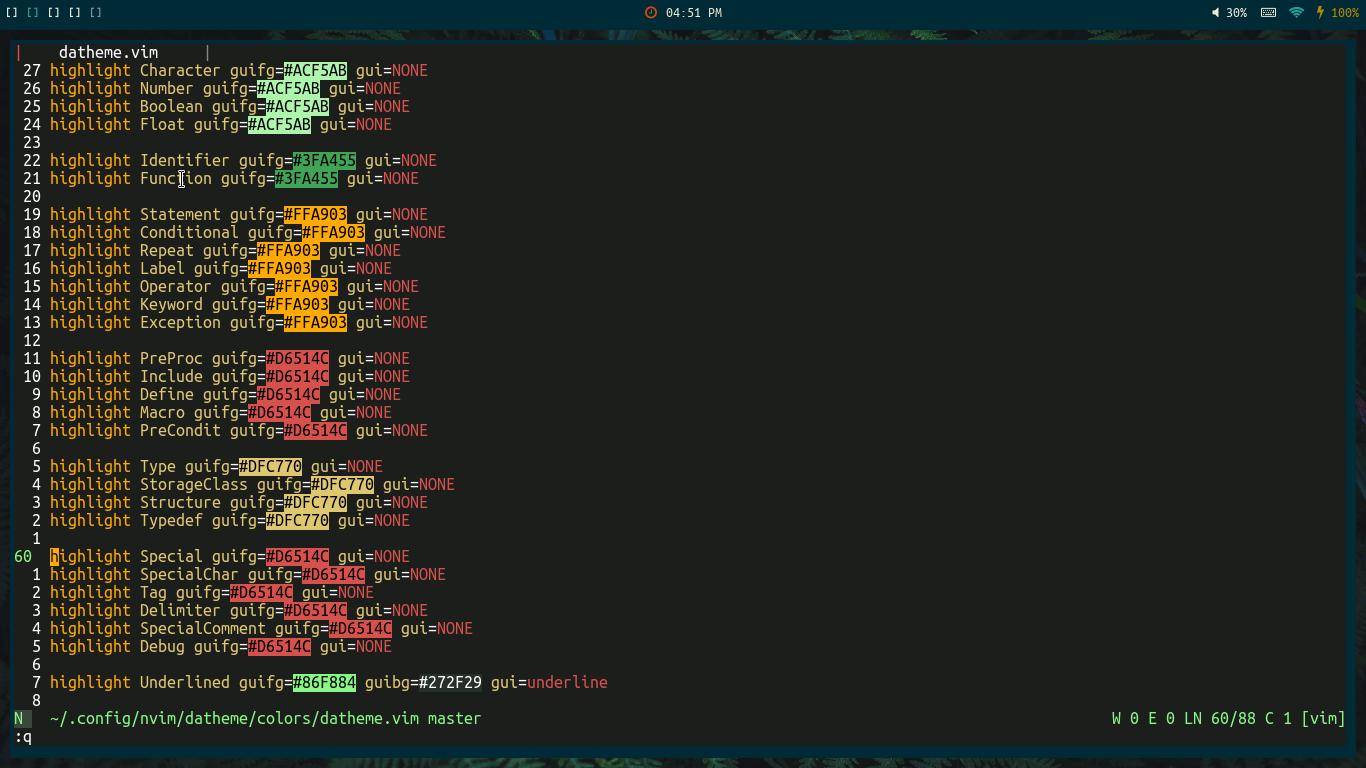 04:51 PM 30% 100%
datheme.vim
27 highlight Character guifg=#ACF5AB gui=NONE
26 highlight Number guifg=#ACF5AB gui=NONE
25 highlight Boolean guifg=#ACF5AB gui=NONE
24 highlight Float guifg=#ACF5AB gui=NONE
23
22 highlight Identifier guifg=#3FA455 gui=NONE
21 highlight Function guifg=#3FA455 gui=NONE
20
19 highlight Statement guifg=#FFA903 gui=NONE
18 highlight Conditional guifg=#FFA903 gui=NONE
17 highlight Repeat guifg=#FFA903 gui=NONE
16 highlight Label guifg=#FFA903 gui=NONE
15 highlight Operator guifg=#FFA903 gui=NONE
14 highlight Keyword guifg=#FFA903 gui=NONE
13 highlight Exception guifg=#FFA903 gui=NONE
12
11 highlight PreProc guifg=#D6514C gui=NONE
10 highlight Include guifg=#D6514C gui=NONE
9 highlight Define guifg=#D6514C gui=NONE
8 highlight Macro guifg=#D6514C gui=NONE
7 highlight PreCondit guifg=#D6514C gui=NONE
6
5 highlight Type guifg=#DFC770 gui=NONE
4 highlight StorageClass guifg=#DFC770 gui=NONE
3 highlight Structure guifg=#DFC770 gui=NONE
2 highlight Typedef guifg=#DFC770 gui=NONE
1
60 highlight Special guifg=#D6514C gui=NONE
1 highlight SpecialChar guifg=#D6514C gui=NONE
2 highlight Tag guifg=#D6514C gui=NONE
3 highlight Delimiter guifg=#D6514C gui=NONE
4 highlight SpecialComment guifg=#D6514C gui=NONE
5 highlight Debug guifg=#D6514C gui=NONE
6
7 highlight Underlined guifg=#86F884 guibg=#272F29 gui=underline
8
N ~/.config/nvim/datheme/colors/datheme.vim master W 0 E 0 LN 60/88 C 1 [vim]
:q